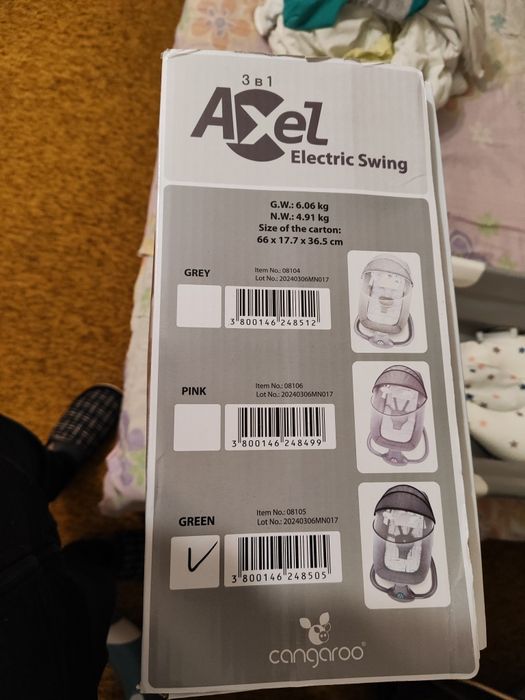 3 в 1
Axel
Electric Swing
G.W.: 6.06 kg
N.W.: 4.91 kg
Size of the carton:
66 x 17.7 x 36.5 cm
GREY
Item No.: 08104
Lot No.: 20240306MN017
3 800146 248512
PINK
Item No.: 08106
Lot No.: 20240306MN017
3 800146 248499
GREEN
Item No.: 08105
Lot No.: 20240306MN017
3 800146 248505
cangaroo®